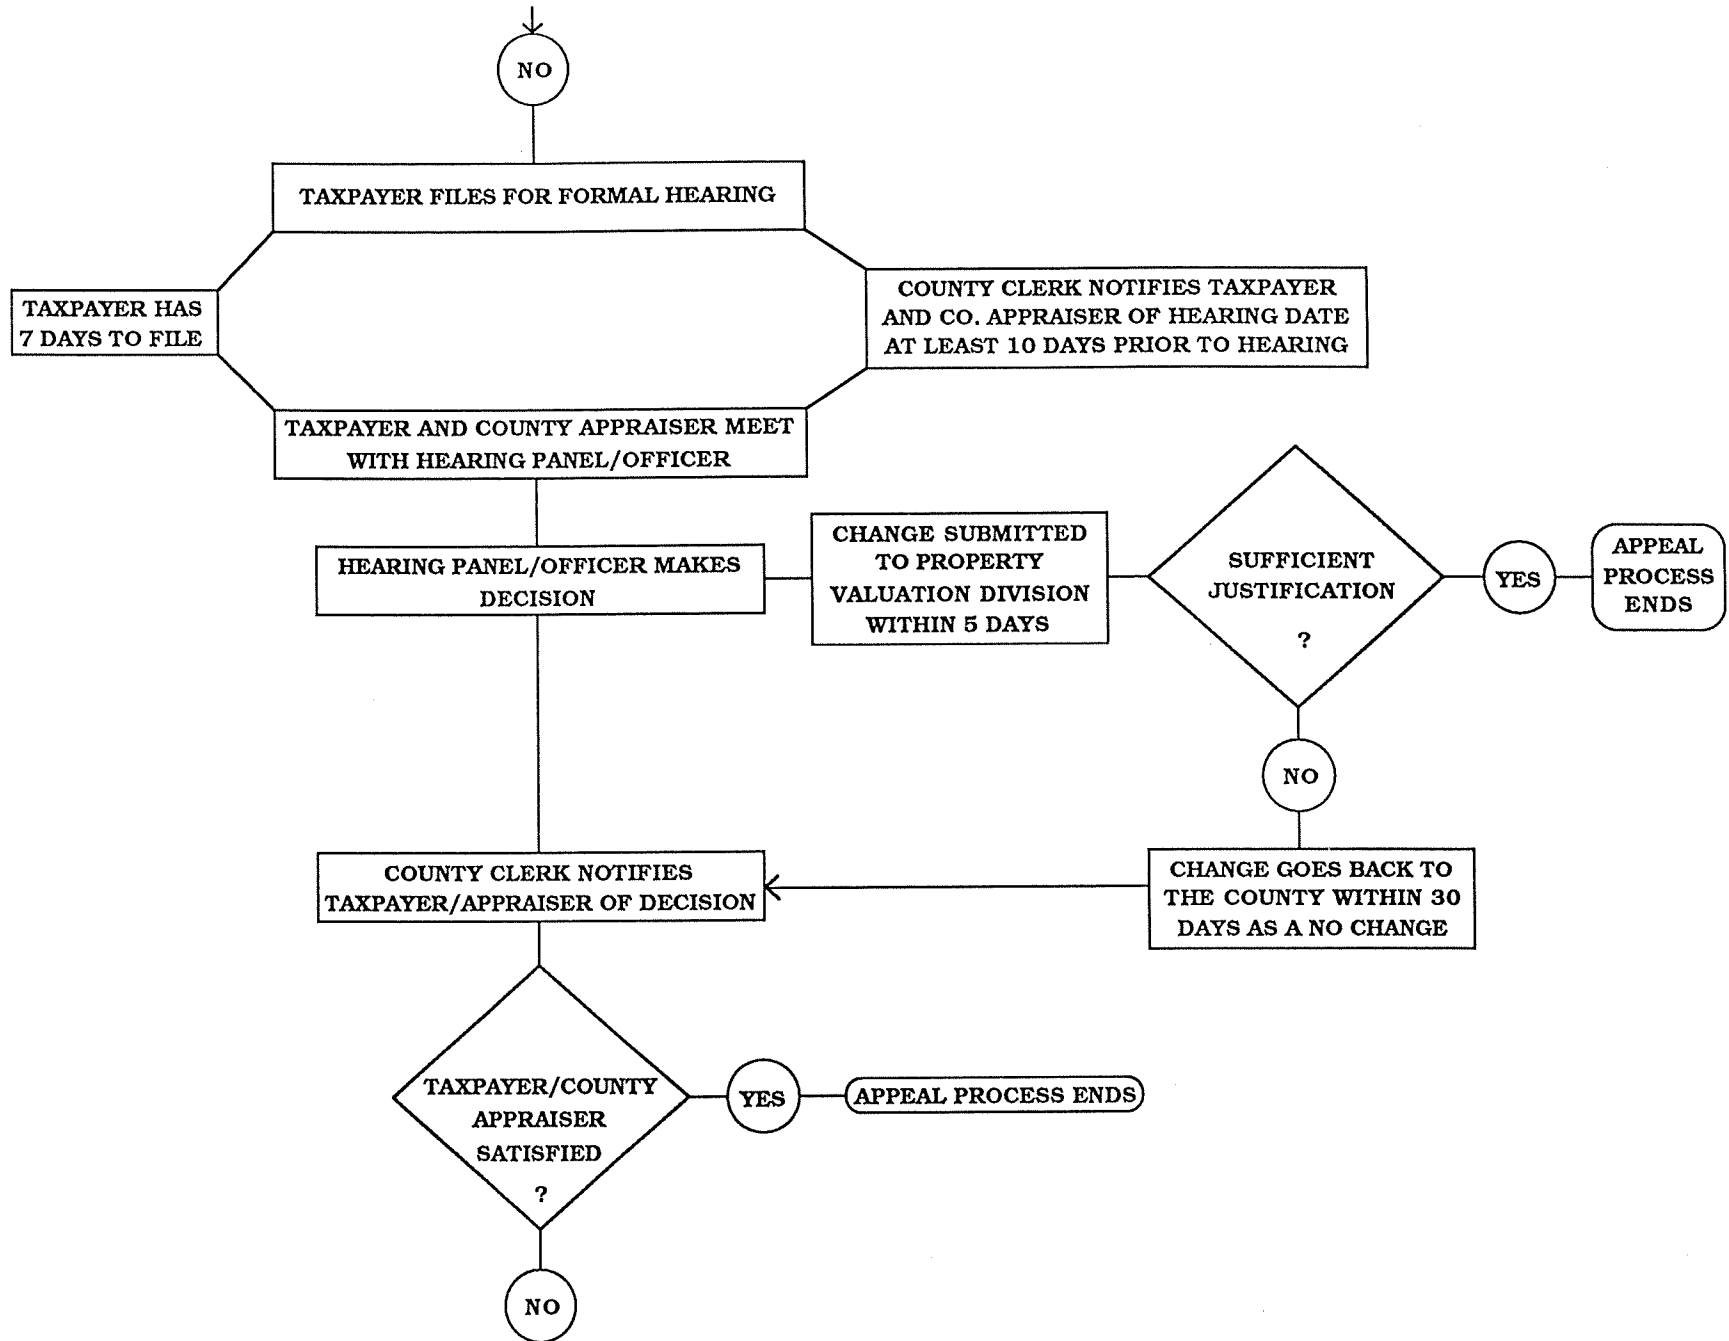 NO
TAXPAYER FILES FOR FORMAL HEARING
TAXPAYER HAS
7 DAYS TO FILE
COUNTY CLERK NOTIFIES TAXPAYER
AND CO. APPRAISER OF HEARING DATE
AT LEAST 10 DAYS PRIOR TO HEARING
TAXPAYER AND COUNTY APPRAISER MEET
WITH HEARING PANEL/OFFICER
HEARING PANEL/OFFICER MAKES
DECISION
CHANGE SUBMITTED
TO PROPERTY
VALUATION DIVISION
WITHIN 5 DAYS
SUFFICIENT
JUSTIFICATION
?
YES
APPEAL
PROCESS
ENDS
NO
CHANGE GOES BACK TO
THE COUNTY WITHIN 30
DAYS AS A NO CHANGE
COUNTY CLERK NOTIFIES
TAXPAYER/APPRAISER OF DECISION
TAXPAYER/COUNTY
APPRAISER
SATISFIED
?
YES
APPEAL PROCESS ENDS
NO